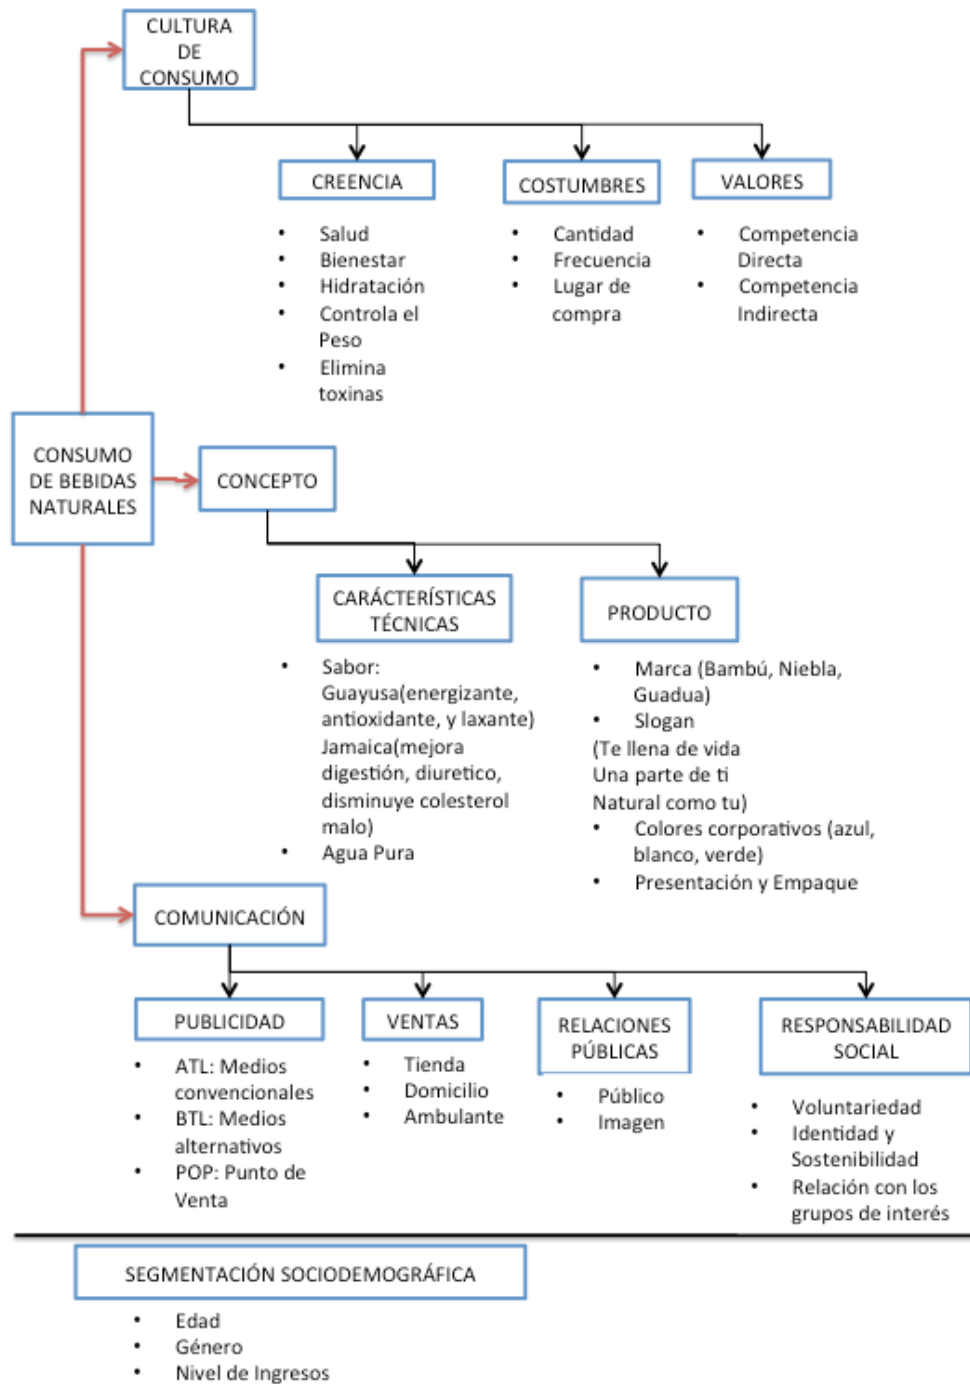 CULTURA
DE
CONSUMO
CREENCIA
COSTUMBRES
VALORES
• Salud
• Bienestar
• Hidratación
• Controla el
Peso
• Elimina
toxinas
• Cantidad
• Frecuencia
• Lugar de
compra
• Competencia
Directa
• Competencia
Indirecta
CONSUMO
DE BEBIDAS
NATURALES
CONCEPTO
CARÁCTERÍSTICAS
TÉCNICAS
PRODUCTO
• Sabor:
Guayusa(energizante,
antioxidante, y laxante)
Jamaica(mejora
digestión, diuretico,
disminuye colesterol
malo)
• Agua Pura
• Marca (Bambú, Niebla,
Guadua)
• Slogan
(Te llena de vida
Una parte de ti
Natural como tu)
• Colores corporativos (azul,
blanco, verde)
• Presentación y Empaque
COMUNICACIÓN
PUBLICIDAD
VENTAS
RELACIONES
PÚBLICAS
RESPONSABILIDAD
SOCIAL
• ATL: Medios
convencionales
• BTL: Medios
alternativos
• POP: Punto de
Venta
• Tienda
• Domicilio
• Ambulante
• Público
• Imagen
• Voluntariedad
• Identidad y
Sostenibilidad
• Relación con los
grupos de interés
SEGMENTACIÓN SOCIODEMOGRÁFICA
• Edad
• Género
• Nivel de Ingresos